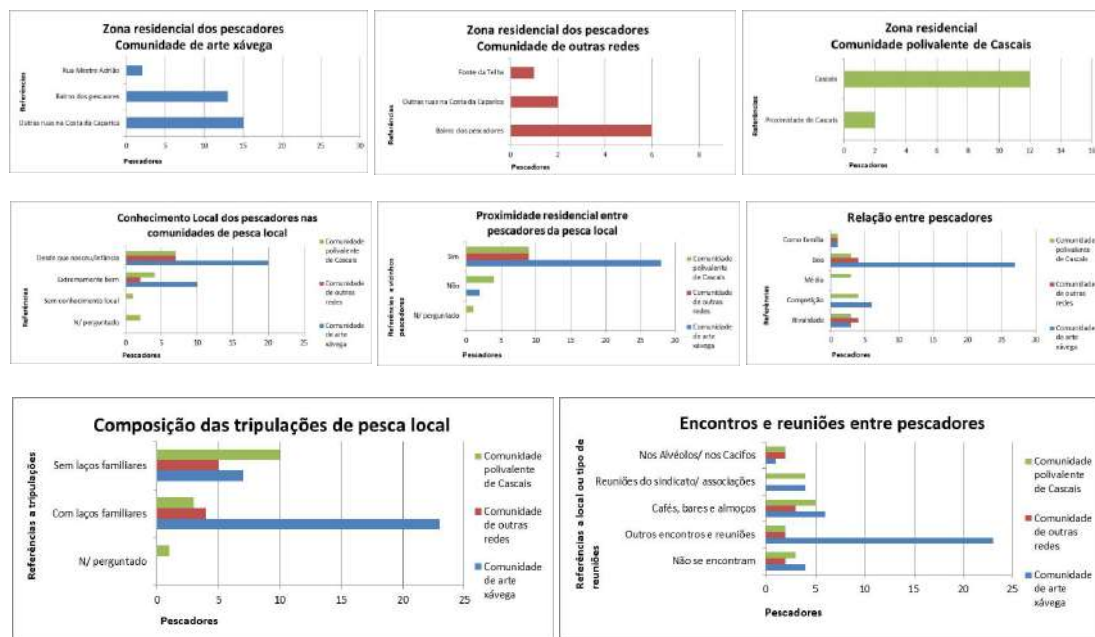 Zona residencial dos pescadores
Comunidade de arte xávega
Referências
Rua Mestre Adrião
Bairro dos pescadores
Outras ruas na Costa da Caparica
0 5 10 15 20 25 30
Pescadores
Zona residencial dos pescadores
Comunidade de outras redes
Referências
Fonte da Telha
Outras ruas na Costa da Caparica
Bairro dos pescadores
0 2 4 6 8
Pescadores
Zona residencial
Comunidade polivalente de Cascais
Referências
Cascais
Proximidade de Cascais
0 2 4 6 8 10 12 14 16
Pescadores
Conhecimento Local dos pescadores nas
comunidades de pesca local
Referências
Desde que nasceu/infância
Extremamente bem
Sem conhecimento local
N/ perguntado
0 5 10 15 20 25
Pescadores
Comunidade
polivalente
de Cascais
Comunidade
de outras
redes
Comunidade
de arte
xávega
Proximidade residencial entre
pescadores da pesca local
Referências a vizinhos
pescadores
Sim
Não
N/ perguntado
0 5 10 15 20 25 30
Pescadores
Comunidade
polivalente
de Cascais
Comunidade
de outras
redes
Comunidade
de arte
xávega
Relação entre pescadores
Referências
Como família
Boa
Média
Competição
Rivalidade
0 5 10 15 20 25 30
Pescadores
Comunidade
polivalente
de Cascais
Comunidade
de outras
redes
Comunidade
de arte
xávega
Composição das tripulações de pesca local
Referências a tripulações
Sem laços familiares
Com laços familiares
N/ perguntado
0 5 10 15 20 25
Pescadores
Comunidade
polivalente
de Cascais
Comunidade
de outras
redes
Comunidade
de arte
xávega
Encontros e reuniões entre pescadores
Referências a local ou tipo de
reuniões
Nos Alvéolos/ nos Cacifos
Reuniões do sindicato/ associações
Cafés, bares e almoços
Outros encontros e reuniões
Não se encontram
0 5 10 15 20 25
Pescadores
Comunidade
polivalente
de Cascais
Comunidade
de outras
redes
Comunidade
de arte
xávega